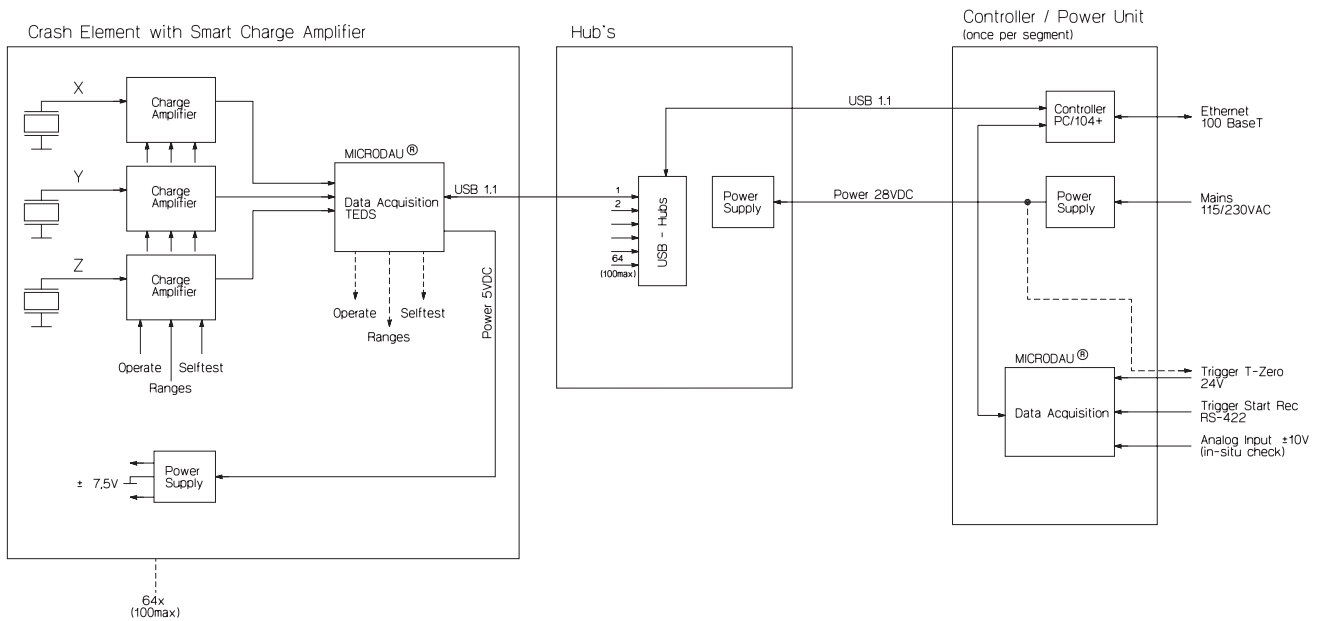 Crash Element with Smart Charge Amplifier
X
Charge
Amplifier
Y
Charge
Amplifier
Z
Charge
Amplifier
Operate
Selftest
Ranges
MICRODAU ®
Data Acquisition
TEDS
Operate
Selftest
Ranges
Power 5VDC
Power
Supply
± 7,5V
64x
(100max)
USB 1.1
Hub's
1
2
64
(100max)
USB - Hubs
Power
Supply
USB 1.1
Power 28VDC
Controller / Power Unit
(once per segment)
Controller
PC/104+
Ethernet
100 BaseT
Power
Supply
Mains
115/230VAC
MICRODAU ®
Data Acquisition
Trigger T-Zero
24V
Trigger Start Rec
RS-422
Analog Input ±10V
(in-situ check)